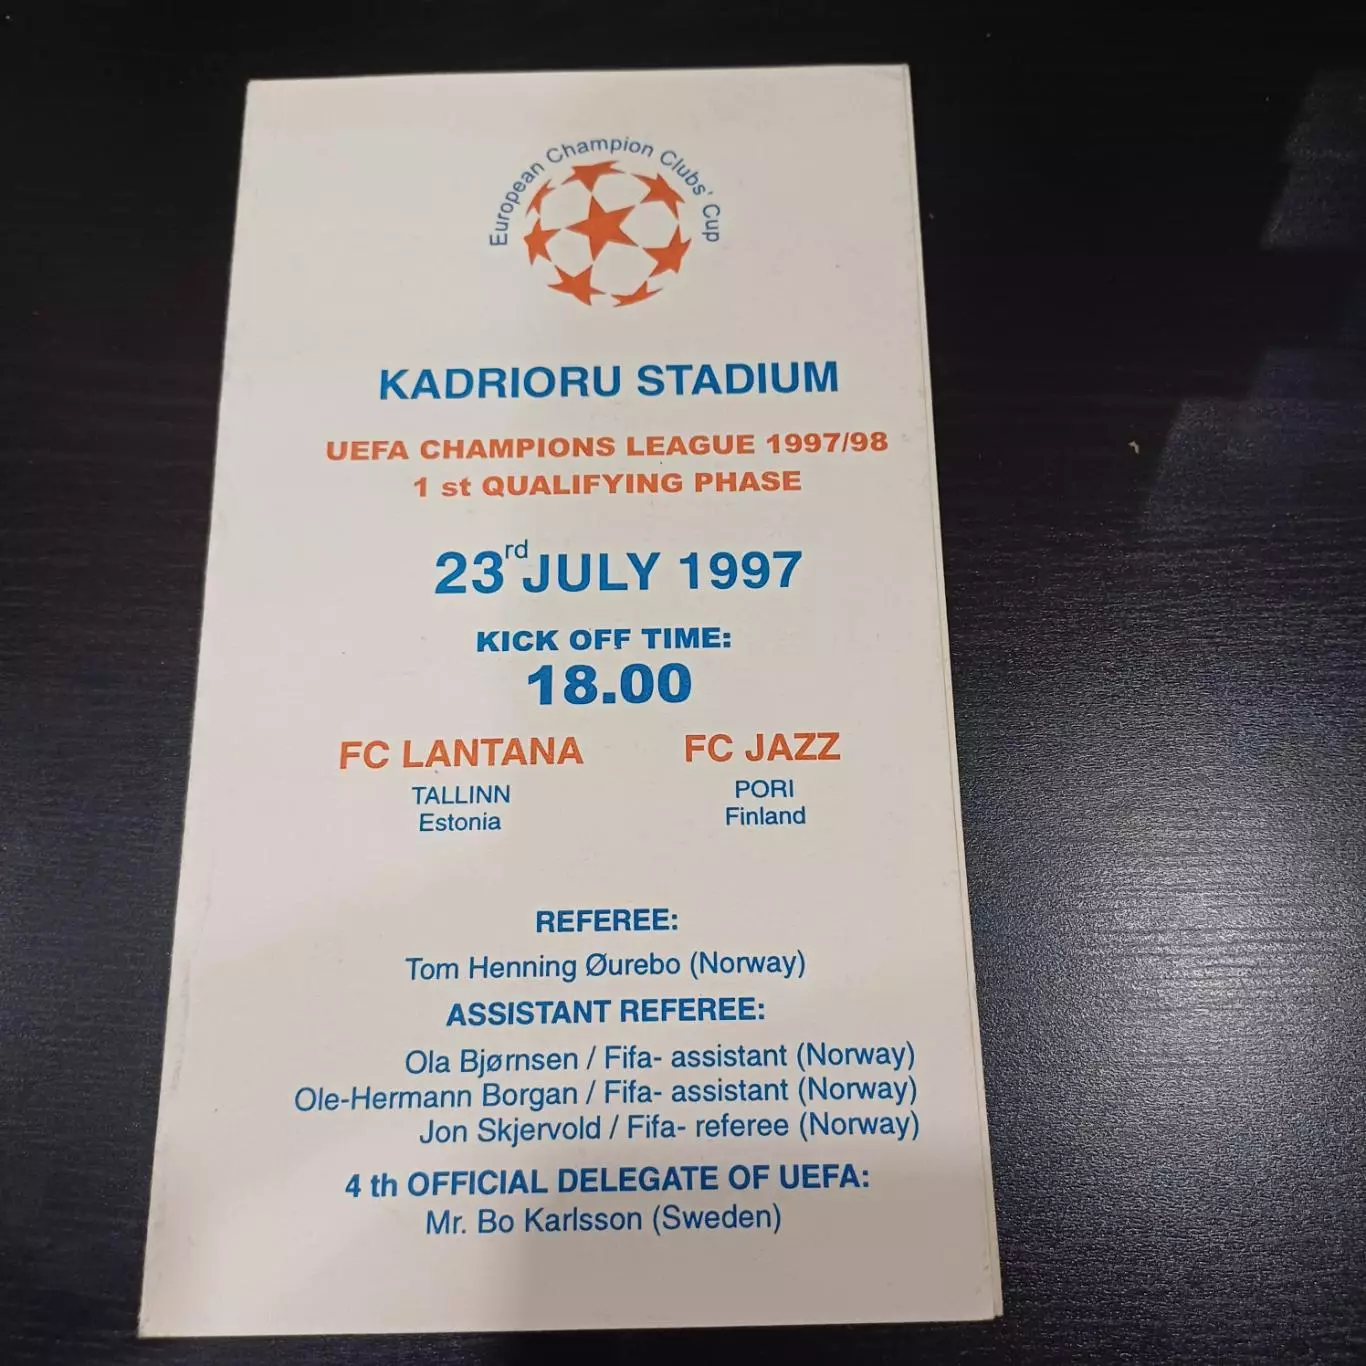 European Champion Clubs' Cup
KADRIORU STADIUM
UEFA CHAMPIONS LEAGUE 1997/98
1 st QUALIFYING PHASE
23rd JULY 1997
KICK OFF TIME:
18.00
FC LANTANA FC JAZZ
TALLINN PORI
Estonia Finland
REFEREE:
Tom Henning Øurebo (Norway)
ASSISTANT REFEREE:
Ola Bjørnsen / Fifa- assistant (Norway)
Ole-Hermann Borgan / Fifa- assistant (Norway)
Jon Skjervold / Fifa- referee (Norway)
4 th OFFICIAL DELEGATE OF UEFA:
Mr. Bo Karlsson (Sweden)